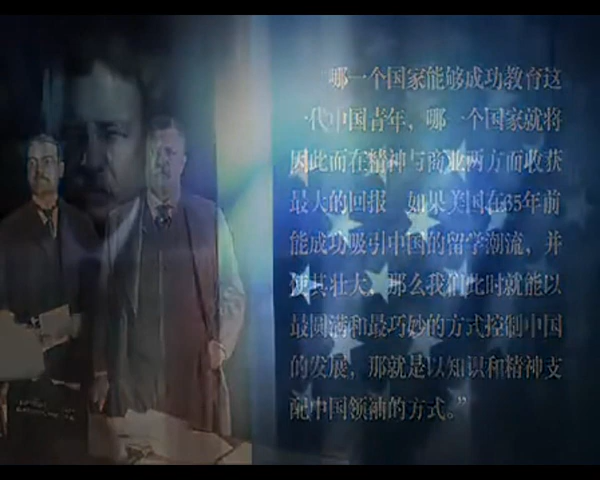 哪一个国家能够成功教育这
一代中国青年，哪一个国家就将
因此而在精神与商业两方面收获
最大的回报 如果美国在35年前
能成功吸引中国的留学潮流，并
使其壮大，那么我们此时就能以
最圆满和最巧妙的方式控制中国
的发展，那就是以知识和精神支
配中国领袖的方式。”